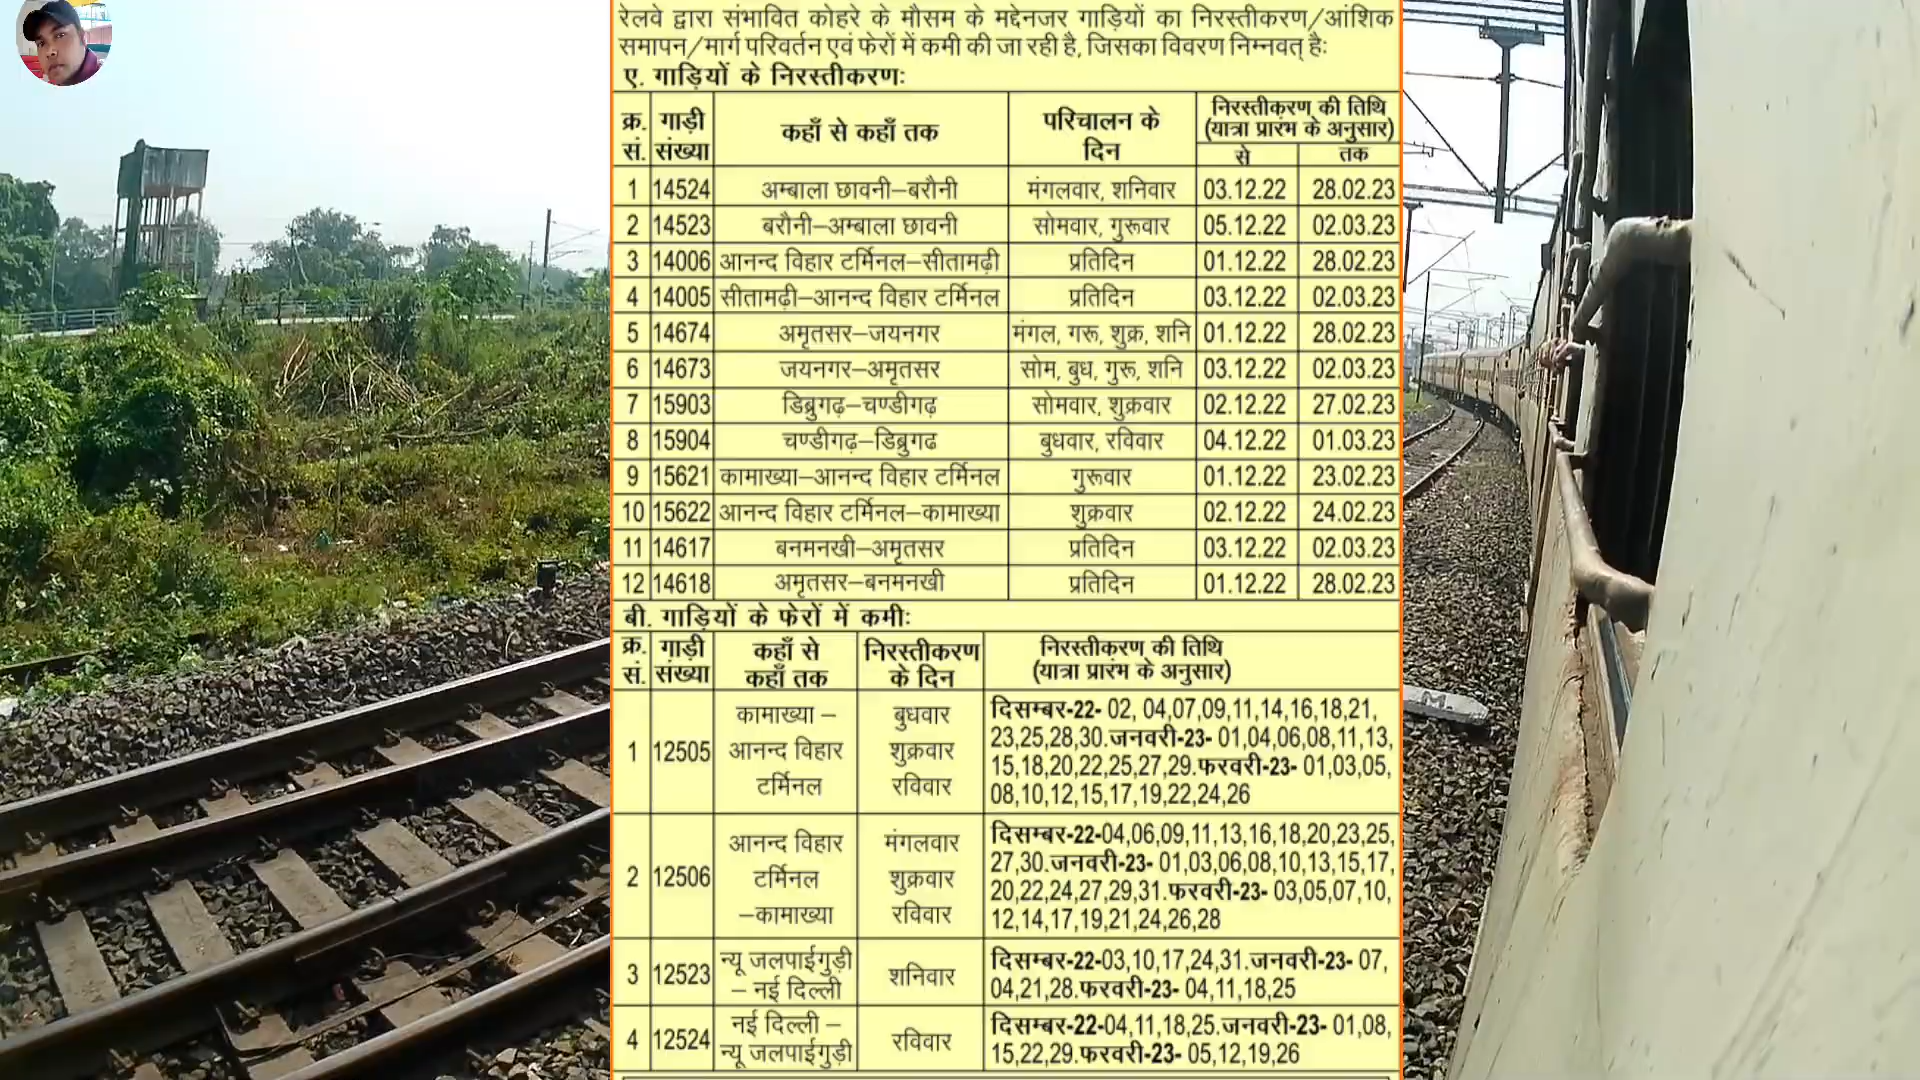 रेलवे द्वारा संभावित कोहरे के मौसम के मद्देनजर गाड़ियों का निरस्तीकरण/आंशिक
समापन/मार्ग परिवर्तन एवं फेरों में कमी की जा रही है, जिसका विवरण निम्नवत् हैः
ए. गाड़ियों के निरस्तीकरणः
क्र. सं. गाड़ी संख्या कहाँ से कहाँ तक परिचालन के दिन निरस्तीकरण की तिथि (यात्रा प्रारंभ के अनुसार) से तक
1 14524 अम्बाला छावनी–बरौनी मंगलवार, शनिवार 03.12.22 28.02.23
2 14523 बरौनी–अम्बाला छावनी सोमवार, गुरूवार 05.12.22 02.03.23
3 14006 आनन्द विहार टर्मिनल–सीतामढ़ी प्रतिदिन 01.12.22 28.02.23
4 14005 सीतामढ़ी–आनन्द विहार टर्मिनल प्रतिदिन 03.12.22 02.03.23
5 14674 अमृतसर–जयनगर मंगल, गरू, शुक्र, शनि 01.12.22 28.02.23
6 14673 जयनगर–अमृतसर सोम, बुध, गुरू, शनि 03.12.22 02.03.23
7 15903 डिब्रुगढ़–चण्डीगढ़ सोमवार, शुक्रवार 02.12.22 27.02.23
8 15904 चण्डीगढ़–डिब्रुगढ बुधवार, रविवार 04.12.22 01.03.23
9 15621 कामाख्या–आनन्द विहार टर्मिनल गुरूवार 01.12.22 23.02.23
10 15622 आनन्द विहार टर्मिनल–कामाख्या शुक्रवार 02.12.22 24.02.23
11 14617 बनमनखी–अमृतसर प्रतिदिन 03.12.22 02.03.23
12 14618 अमृतसर–बनमनखी प्रतिदिन 01.12.22 28.02.23
बी. गाड़ियों के फेरों में कमीः
क्र. सं. गाड़ी संख्या कहाँ से कहाँ तक निरस्तीकरण के दिन निरस्तीकरण की तिथि (यात्रा प्रारंभ के अनुसार)
1 12505 कामाख्या – आनन्द विहार टर्मिनल बुधवार शुक्रवार रविवार
दिसम्बर-22- 02, 04,07,09,11,14,16,18,21,
23,25,28,30.जनवरी-23- 01,04,06,08,11,13,
15,18,20,22,25,27,29.फरवरी-23- 01,03,05,
08,10,12,15,17,19,22,24,26
2 12506 आनन्द विहार टर्मिनल –कामाख्या मंगलवार शुक्रवार रविवार
दिसम्बर-22-04,06,09,11,13,16,18,20,23,25,
27,30.जनवरी-23- 01,03,06,08,10,13,15,17,
20,22,24,27,29,31.फरवरी-23- 03,05,07,10,
12,14,17,19,21,24,26,28
3 12523 न्यू जलपाईगुड़ी – नई दिल्ली शनिवार
दिसम्बर-22-03,10,17,24,31.जनवरी-23- 07,
04,21,28.फरवरी-23- 04,11,18,25
4 12524 नई दिल्ली – न्यू जलपाईगुड़ी रविवार
दिसम्बर-22-04,11,18,25.जनवरी-23- 01,08,
15,22,29.फरवरी-23- 05,12,19,26